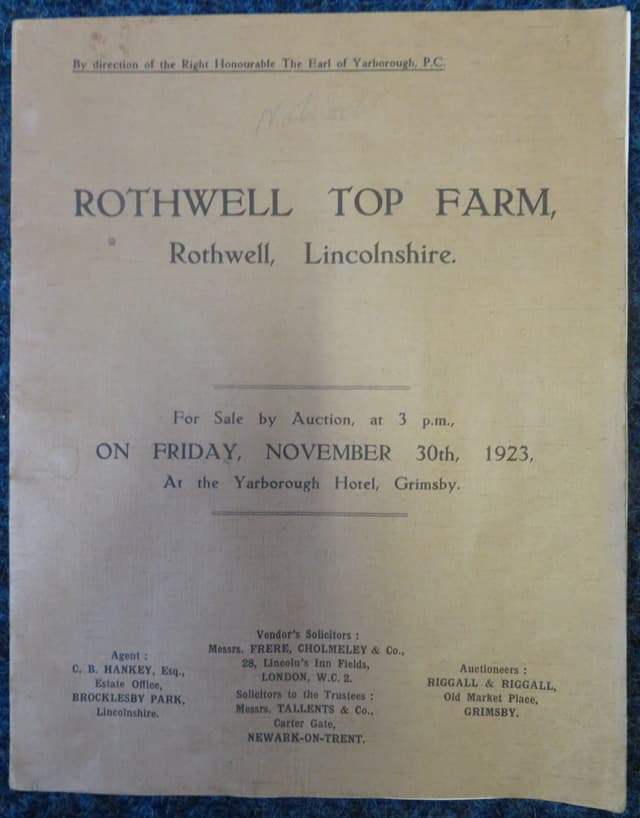 By direction of the Right Honourable The Earl of Yarborough, P.C.
ROTHWELL TOP FARM,
Rothwell, Lincolnshire.
For Sale by Auction, at 3 p.m.,
ON FRIDAY, NOVEMBER 30th, 1923,
At the Yarborough Hotel, Grimsby.
Agent :
C. B. HANKEY, Esq.,
Estate Office,
BROCKLESBY PARK,
Lincolnshire.
Vendor's Solicitors :
Messrs. FRERE, CHOLMELEY & Co.,
28, Lincoln's Inn Fields,
LONDON, W.C. 2.
Solicitors to the Trustees :
Messrs. TALLENTS & Co.,
Carter Gate,
NEWARK-ON-TRENT.
Auctioneers :
RIGGALL & RIGGALL,
Old Market Place,
GRIMSBY.